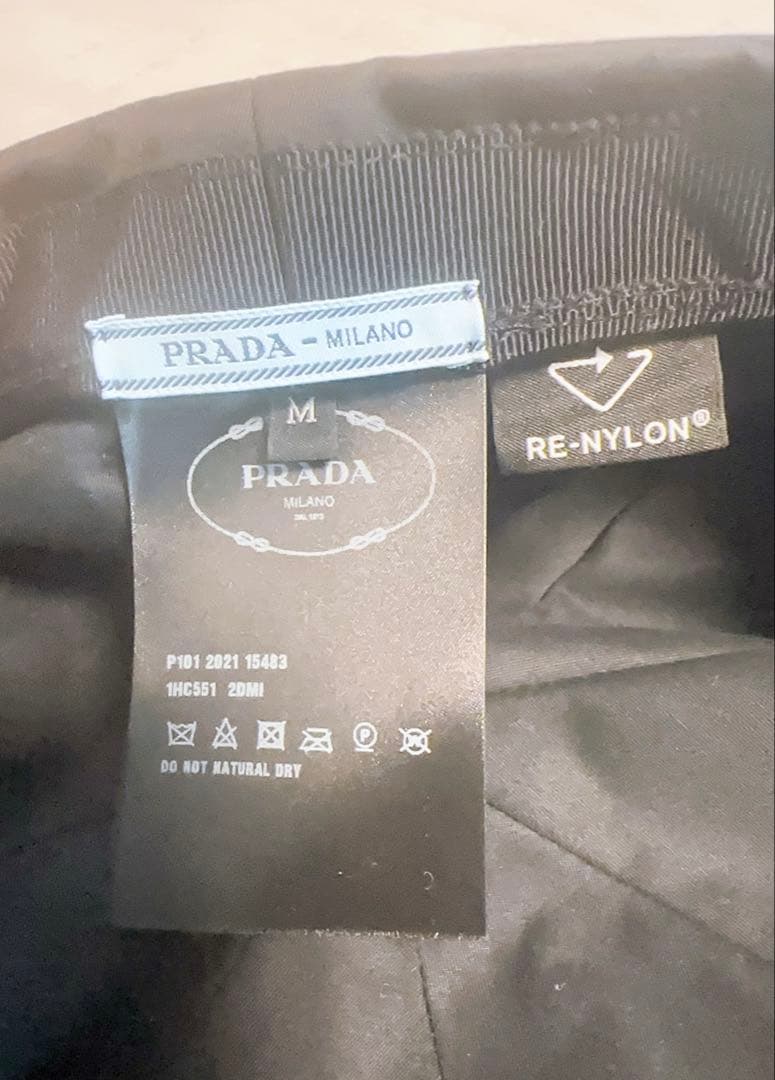 PRADA - MILANO
M
RE-NYLON®
PRADA
MILANO
P101 2021 15483
1HC551 2DMI
P
W
DO NOT NATURAL DRY